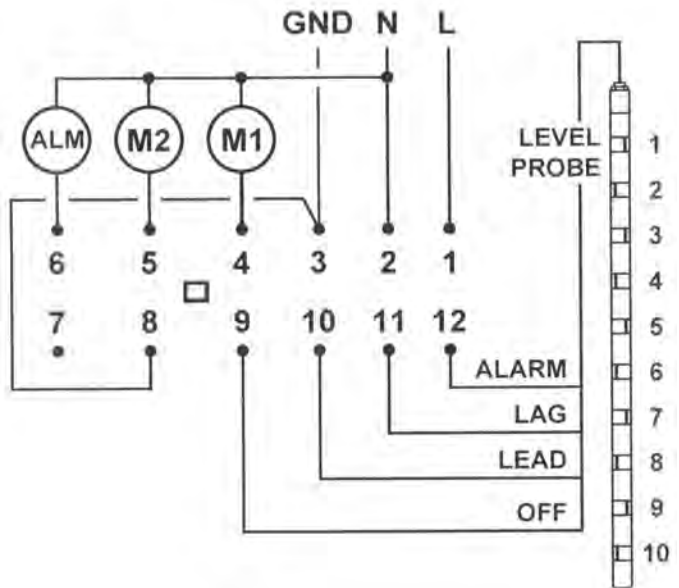 GND N L
ALM M2 M1
LEVEL
PROBE
6 5 4 3 2 1
7 8 9 10 11 12
ALARM
LAG
LEAD
OFF
1
2
3
4
5
6
7
8
9
10